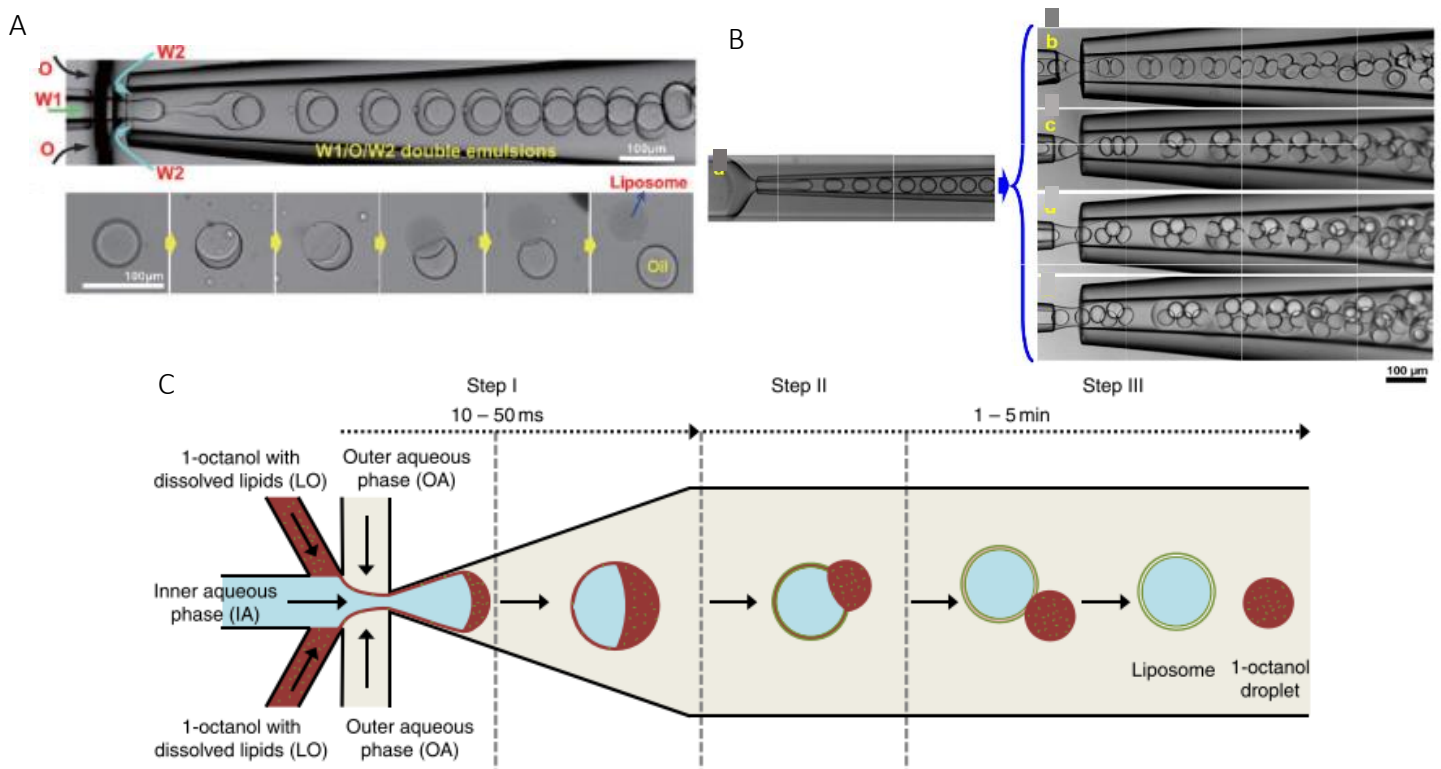 A
W2
O
W1
O
W2
W1/O/W2 double emulsions
100μm
Liposome
100μm
Oil
B
b
c
100 μm
C
Step I
Step II
Step III
10 – 50 ms
1 – 5 min
1-octanol with
dissolved lipids (LO)
Outer aqueous
phase (OA)
Inner aqueous
phase (IA)
1-octanol with
dissolved lipids (LO)
Outer aqueous
phase (OA)
Liposome
1-octanol
droplet